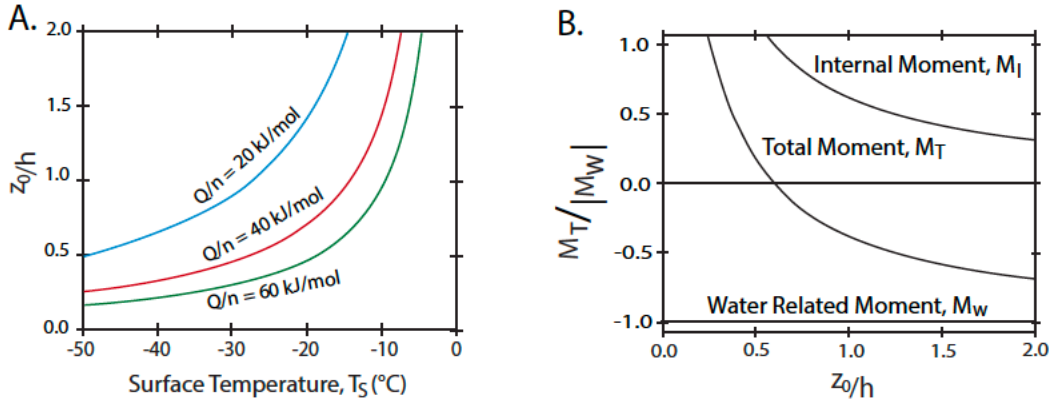 A.
2.0
1.5
1.0
0.5
0.0
z0/h
Q/n = 20 kJ/mol
Q/n = 40 kJ/mol
Q/n = 60 kJ/mol
-50
-40
-30
-20
-10
0
Surface Temperature, TS (°C)
B.
1.0
0.5
0.0
-0.5
-1.0
MT/|MW|
Internal Moment, MI
Total Moment, MT
Water Related Moment, MW
0.0
0.5
1.0
1.5
2.0
z0/h